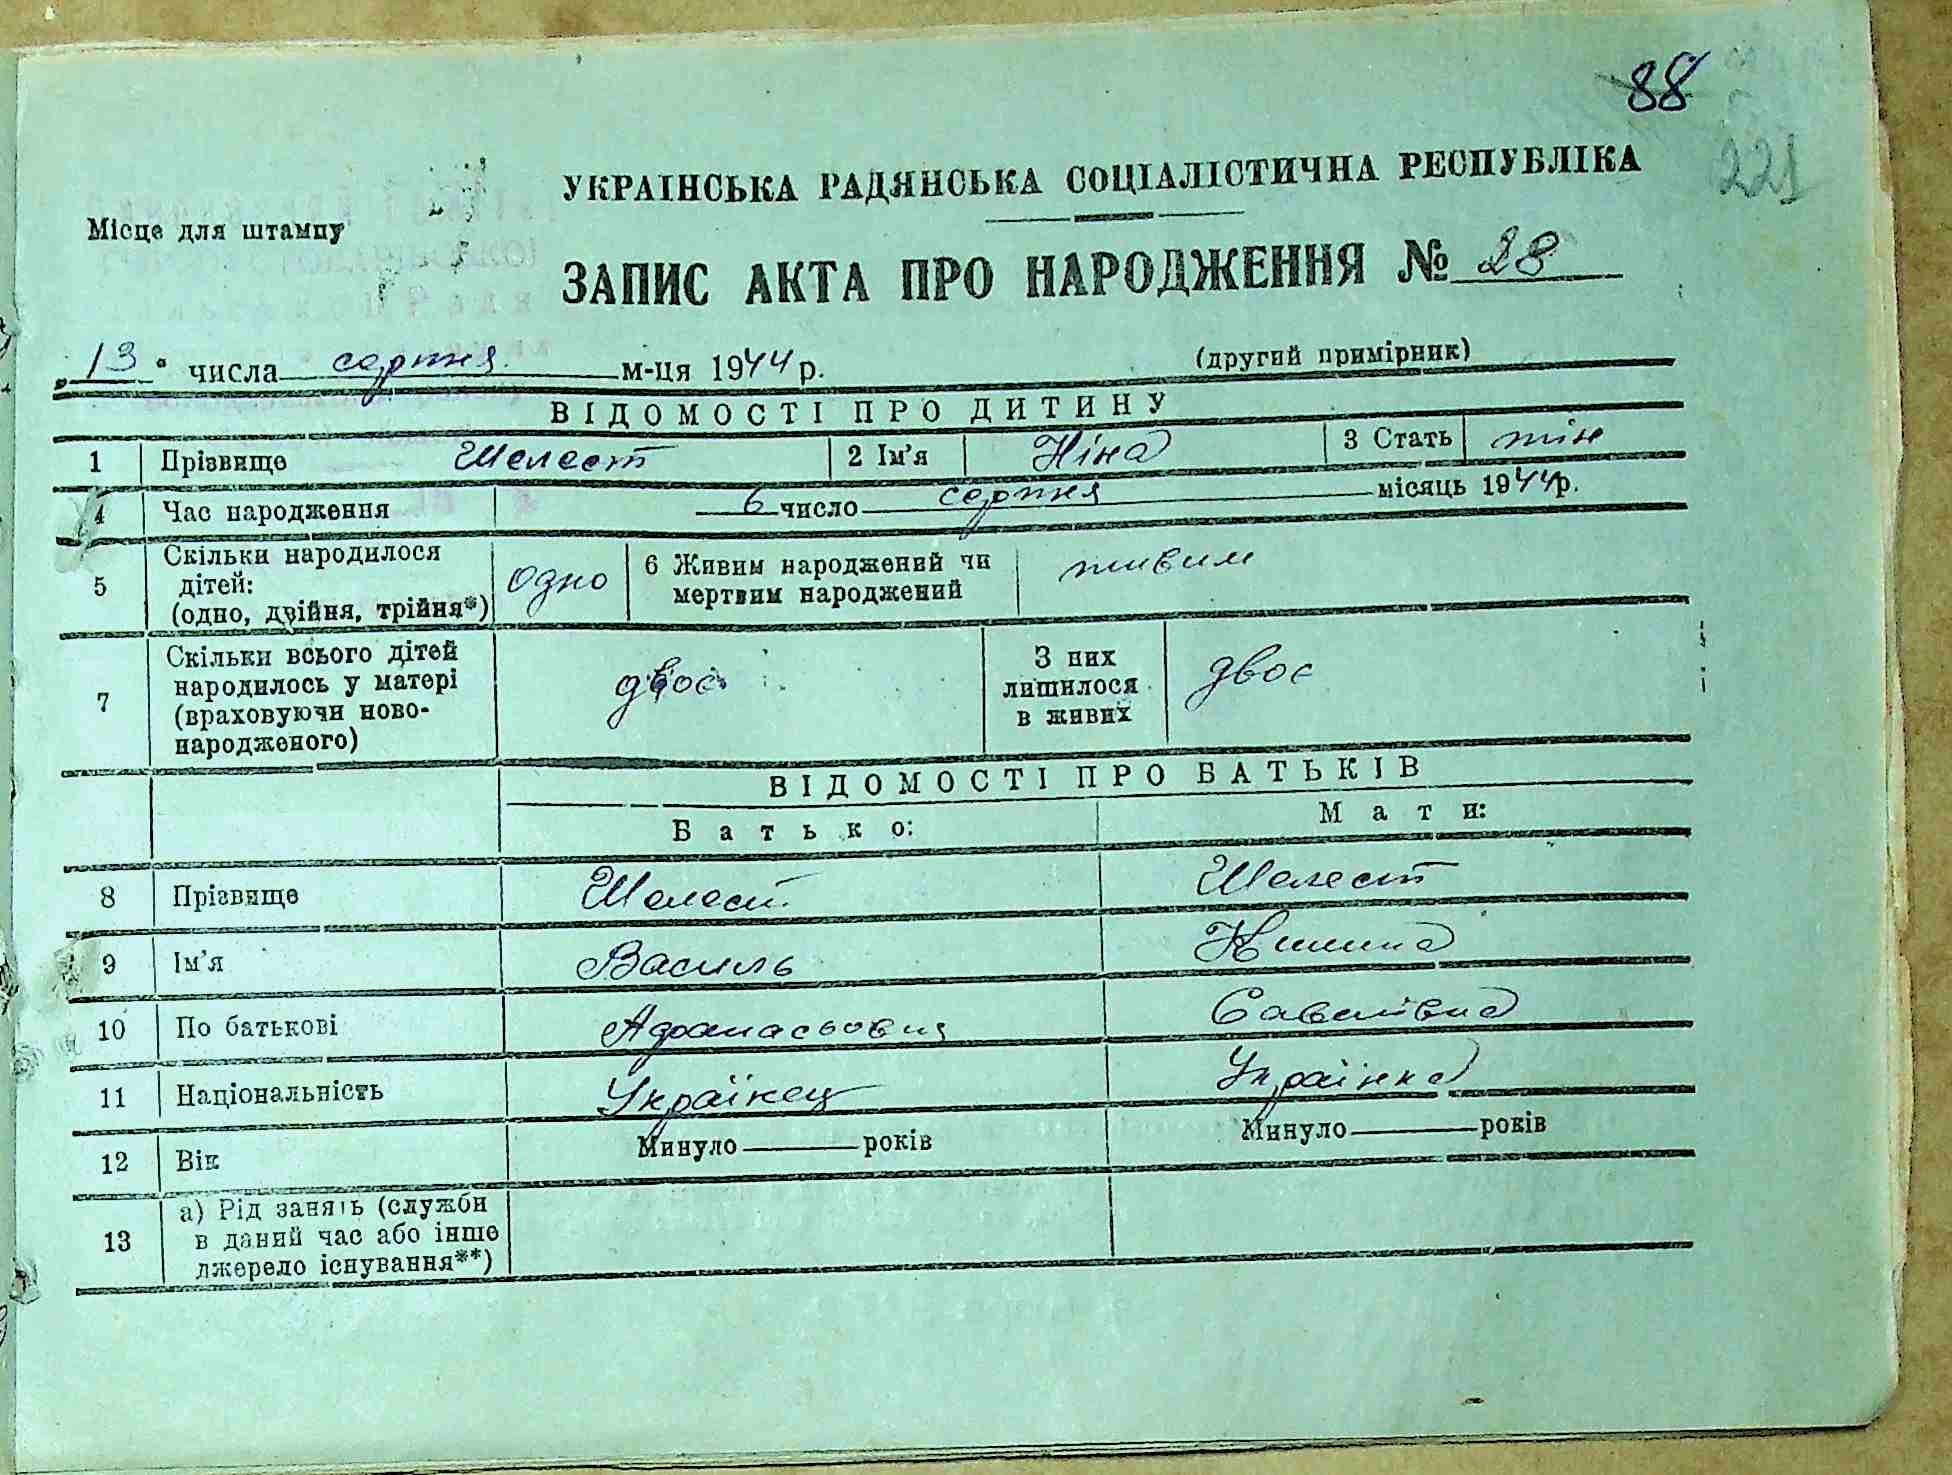 88
221
УКРАЇНСЬКА РАДЯНСЬКА СОЦІАЛІСТИЧНА РЕСПУБЛІКА
Місце для штампу
ЗАПИС АКТА ПРО НАРОДЖЕННЯ № 28
"13" числа серпня м-ця 1944 р. (другий примірник)
ВІДОМОСТІ ПРО ДИТИНУ
1 Прізвище Шелест 2 Ім'я Ніна 3 Стать жін
4 Час народження 6 число серпня місяць 1944 р.
5 Скільки народилося дітей: (одно, двійня, трійня*) одно 6 Живим народжений чи мертвим народжений живим
7 Скільки всього дітей народилось у матері (враховуючи новонародженого) двоє З них лишилося в живих двоє
ВІДОМОСТІ ПРО БАТЬКІВ
Батько: Мати:
8 Прізвище Шелест Шелест
9 Ім'я Василь
10 По батькові Афанасьович Савеліївна
11 Національність Українец Українка
12 Вік Минуло років Минуло років
13 а) Рід занять (служби в даний час або інше джерело існування**)